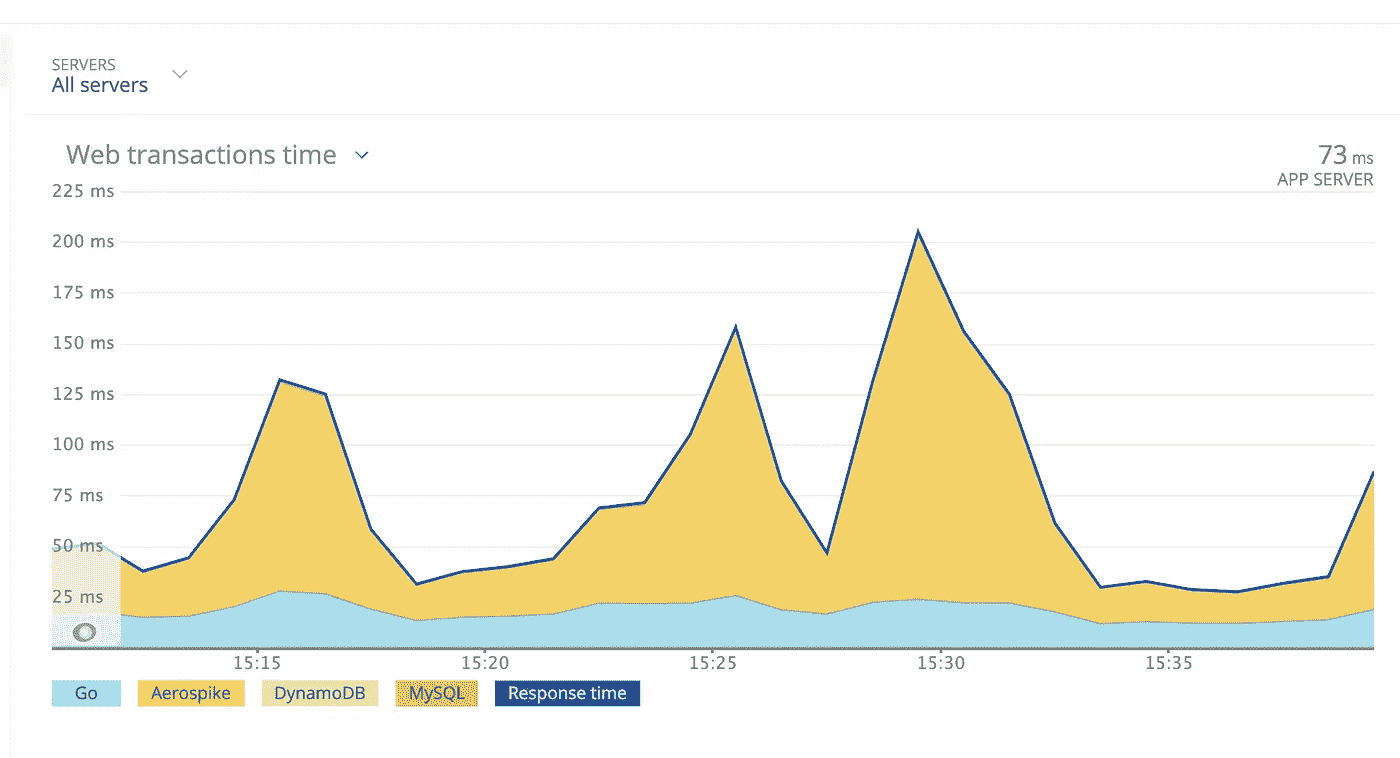 SERVERS
All servers
Web transactions time
73 ms
APP SERVER
225 ms
200 ms
175 ms
150 ms
125 ms
100 ms
75 ms
50 ms
25 ms
15:15 15:20 15:25 15:30 15:35
Go Aerospike DynamoDB MySQL Response time